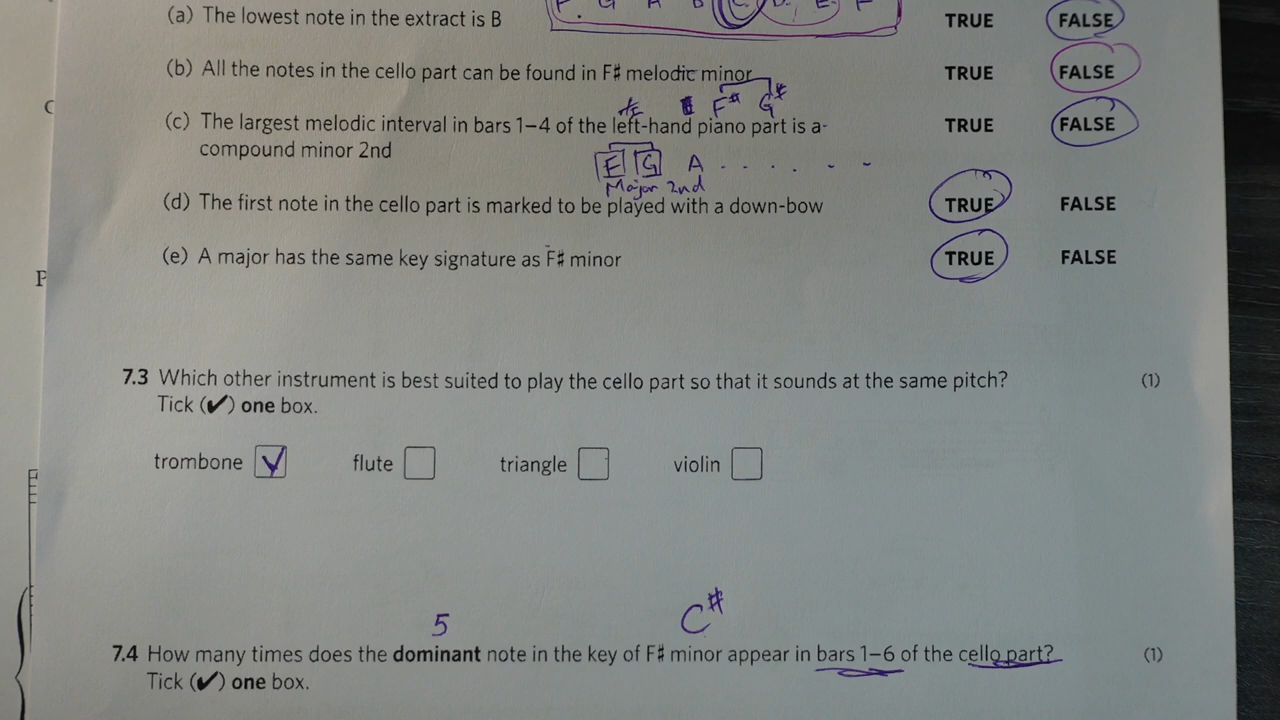 F. G A B C D. E. F
(a) The lowest note in the extract is B TRUE FALSE
(b) All the notes in the cello part can be found in F# melodic minor TRUE FALSE
F# G#
(c) The largest melodic interval in bars 1–4 of the left-hand piano part is a TRUE FALSE
compound minor 2nd
E G A
Major 2nd
(d) The first note in the cello part is marked to be played with a down-bow TRUE FALSE
(e) A major has the same key signature as F# minor TRUE FALSE
7.3 Which other instrument is best suited to play the cello part so that it sounds at the same pitch? (1)
Tick (✔) one box.
trombone flute triangle violin
5 C#
7.4 How many times does the dominant note in the key of F# minor appear in bars 1–6 of the cello part? (1)
Tick (✔) one box.